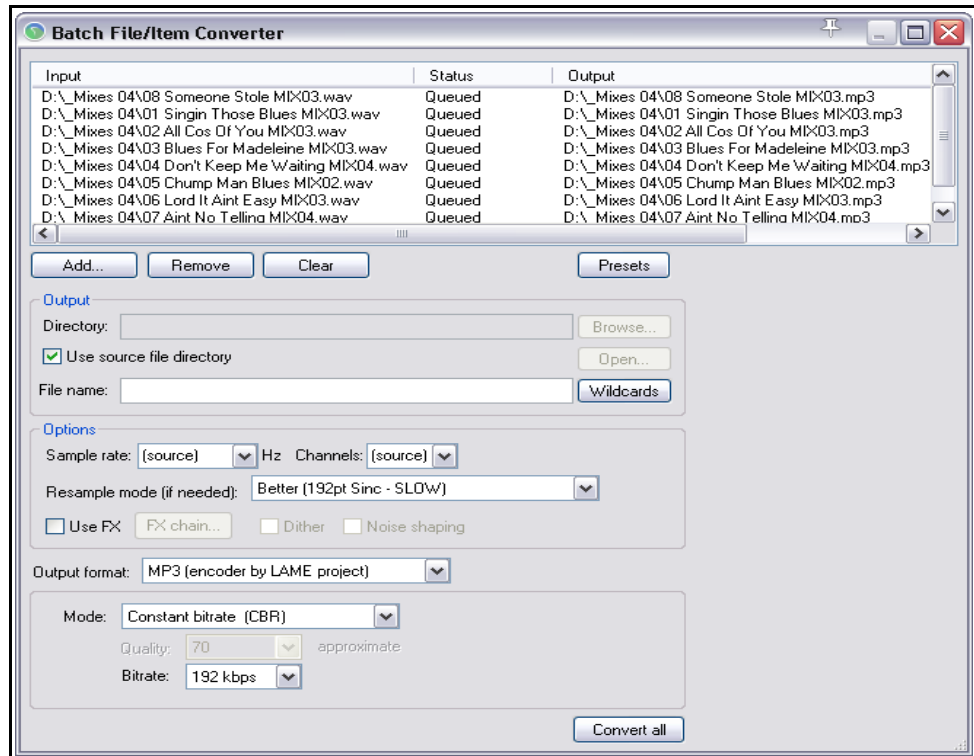 Batch File/Item Converter
Input Status Output
D:\_Mixes 04\08 Someone Stole MIX03.wav Queued D:\_Mixes 04\08 Someone Stole MIX03.mp3
D:\_Mixes 04\01 Singin Those Blues MIX03.wav Queued D:\_Mixes 04\01 Singin Those Blues MIX03.mp3
D:\_Mixes 04\02 All Cos Of You MIX03.wav Queued D:\_Mixes 04\02 All Cos Of You MIX03.mp3
D:\_Mixes 04\03 Blues For Madeleine MIX03.wav Queued D:\_Mixes 04\03 Blues For Madeleine MIX03.mp3
D:\_Mixes 04\04 Don't Keep Me Waiting MIX04.wav Queued D:\_Mixes 04\04 Don't Keep Me Waiting MIX04.mp3
D:\_Mixes 04\05 Chump Man Blues MIX02.wav Queued D:\_Mixes 04\05 Chump Man Blues MIX02.mp3
D:\_Mixes 04\06 Lord It Aint Easy MIX03.wav Queued D:\_Mixes 04\06 Lord It Aint Easy MIX03.mp3
D:\_Mixes 04\07 Aint No Telling MIX04.wav Queued D:\_Mixes 04\07 Aint No Telling MIX04.mp3
Add... Remove Clear Presets
Output
Directory: Browse...
Use source file directory Open...
File name: Wildcards
Options
Sample rate: (source) Hz Channels: (source)
Resample mode (if needed): Better (192pt Sinc - SLOW)
Use FX FX chain... Dither Noise shaping
Output format: MP3 (encoder by LAME project)
Mode: Constant bitrate (CBR)
Quality: 70 approximate
Bitrate: 192 kbps
Convert all